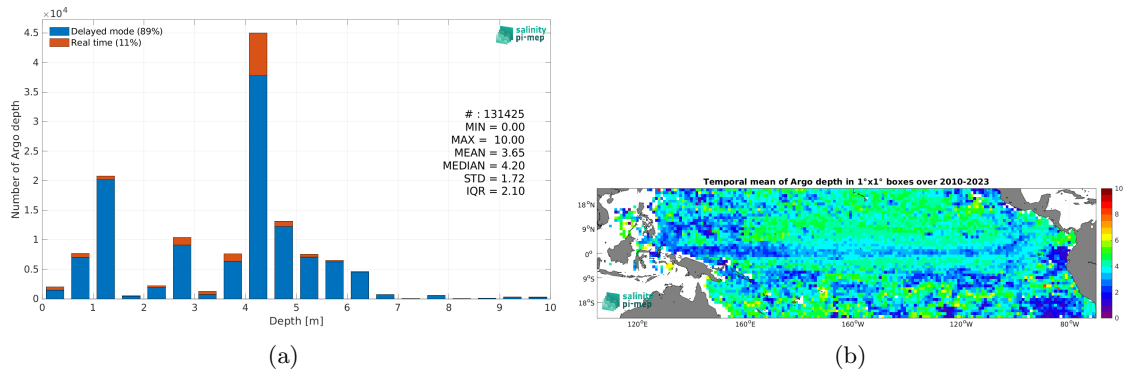 ×10⁴
Delayed mode (89%)
Real time (11%)
salinity
pi-mep
4.5
4
3.5
3
2.5
2
1.5
1
0.5
0
Number of Argo depth
# : 131425
MIN = 0.00
MAX = 10.00
MEAN = 3.65
MEDIAN = 4.20
STD = 1.72
IQR = 2.10
0 1 2 3 4 5 6 7 8 9 10
Depth [m]
(a)
Temporal mean of Argo depth in 1°x1° boxes over 2010-2023
18°N
9°N
0°
9°S
18°S
salinity
pi-mep
120°E 160°E 160°W 120°W 80°W
10
8
6
4
2
0
(b)